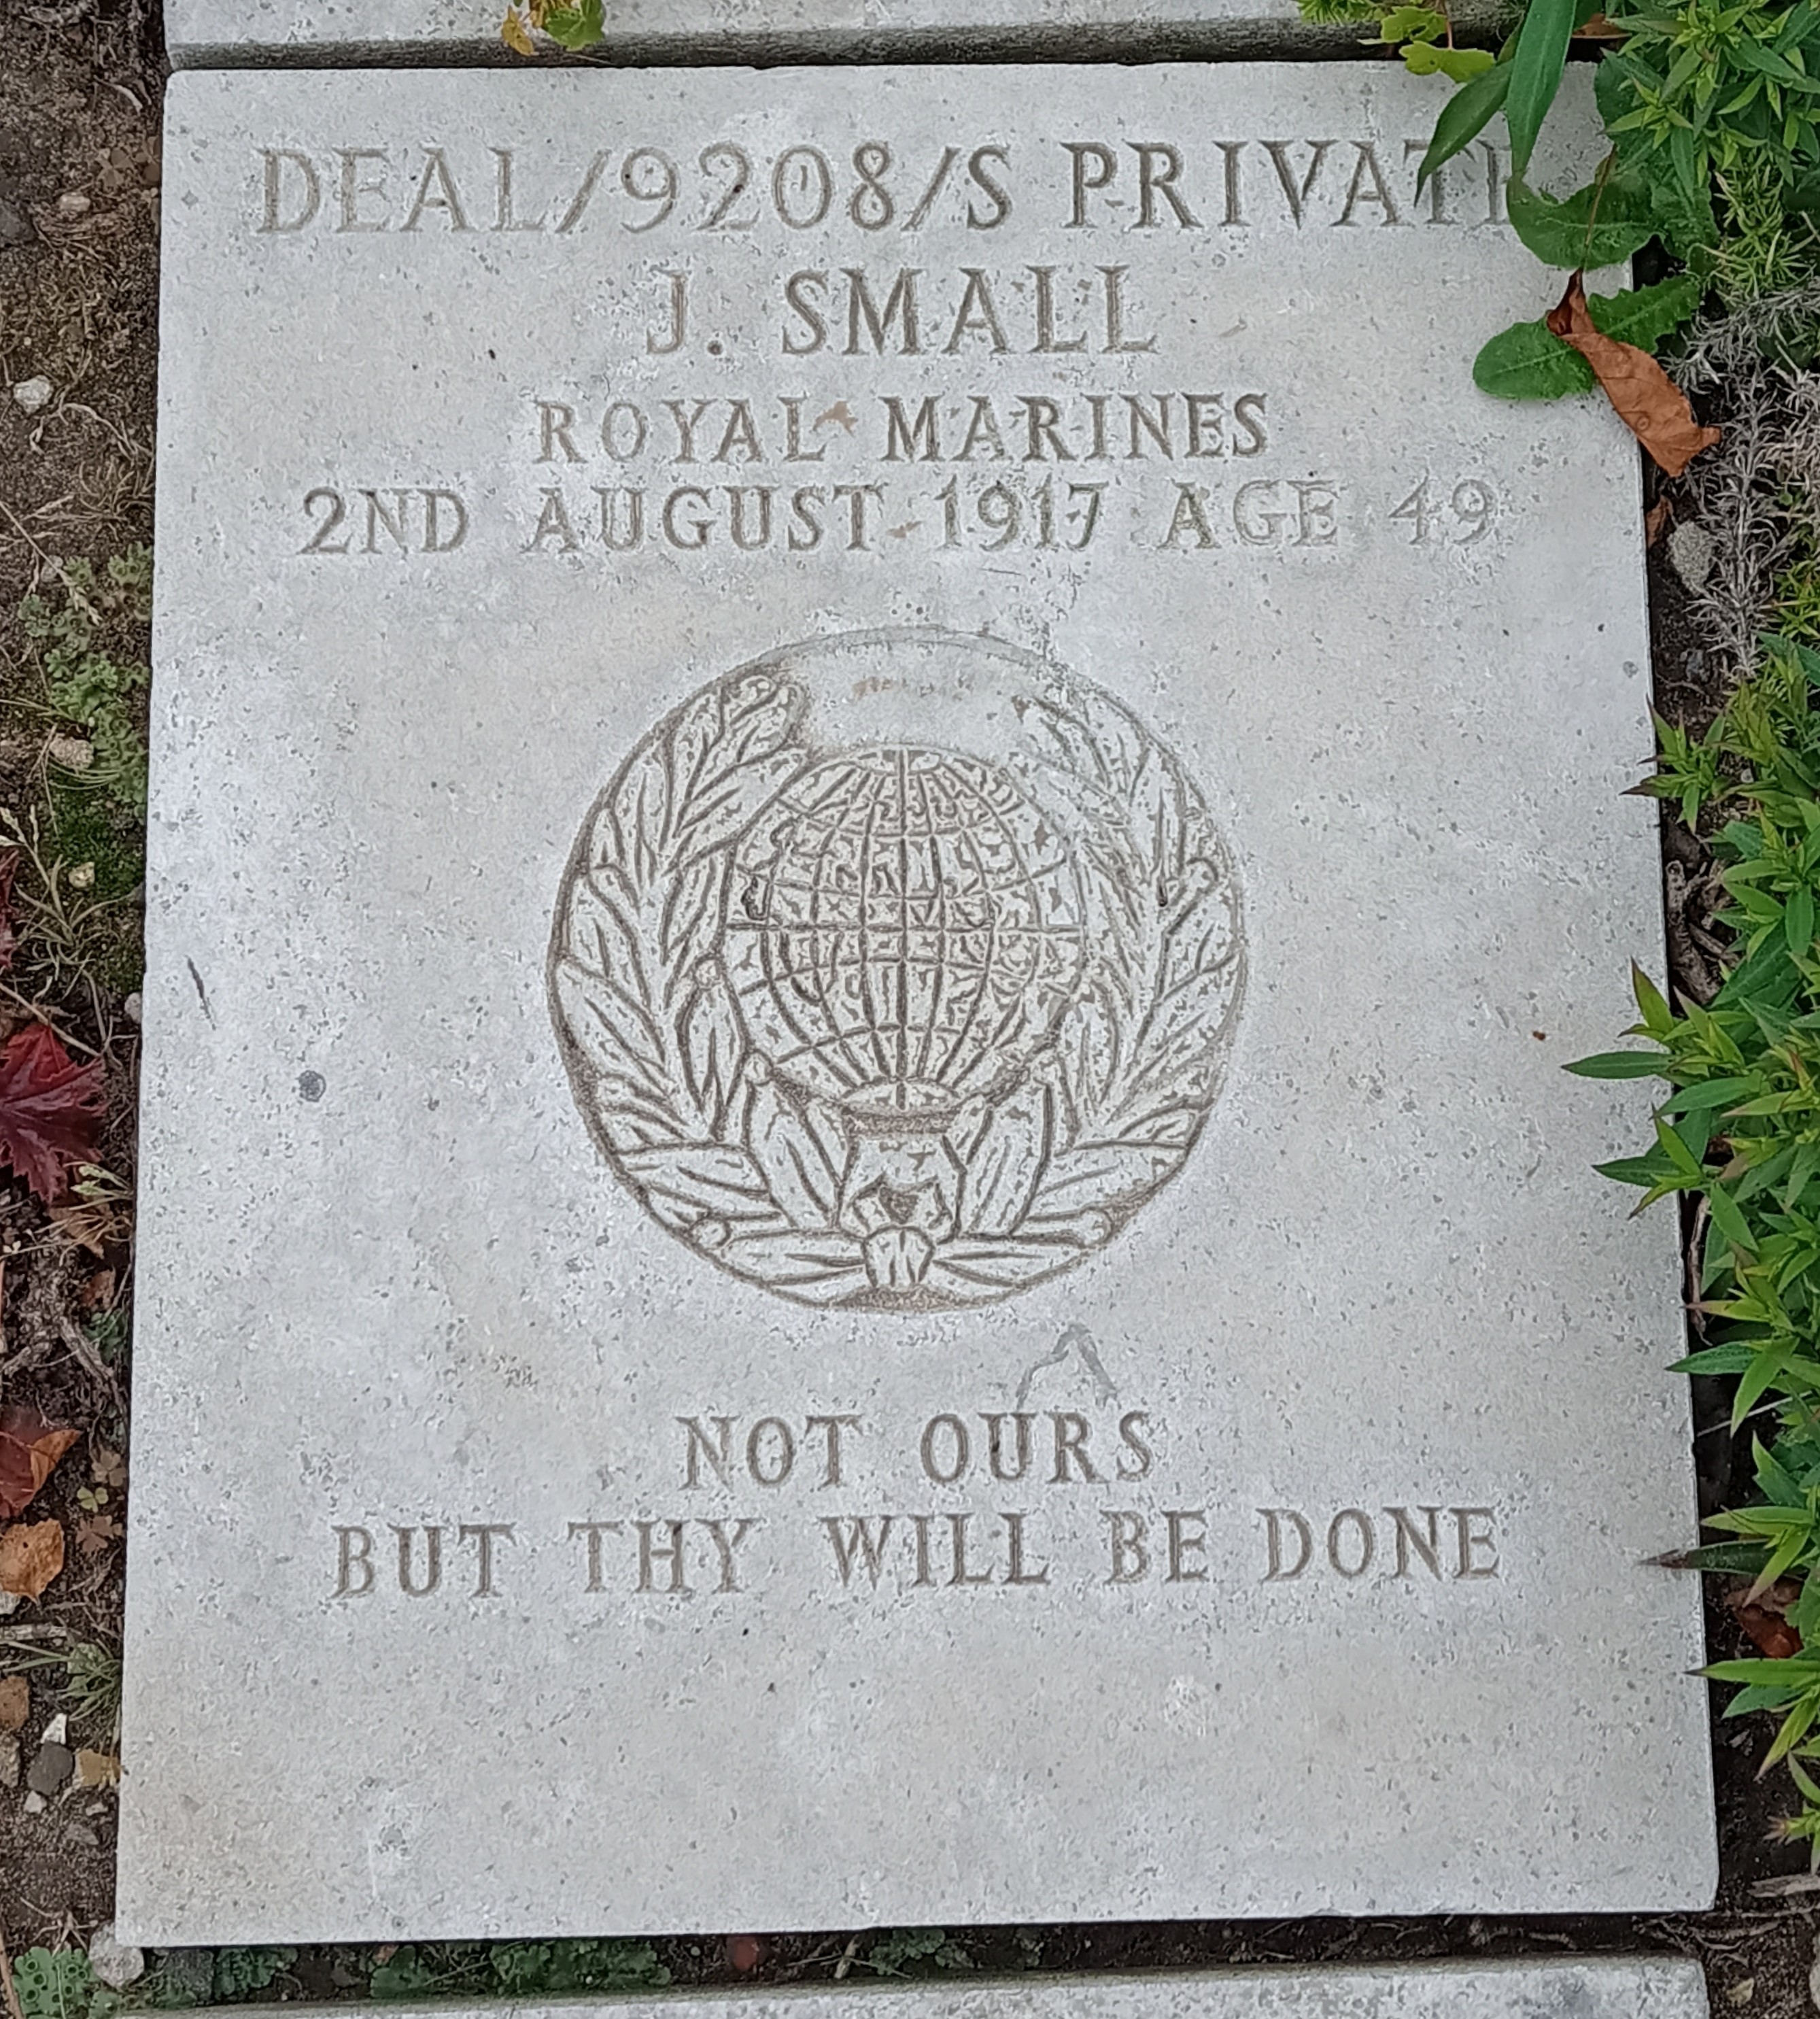 DEAL/9208/S PRIVATE
J. SMALL
ROYAL MARINES
2ND AUGUST 1917 AGE 49
NOT OURS
BUT THY WILL BE DONE